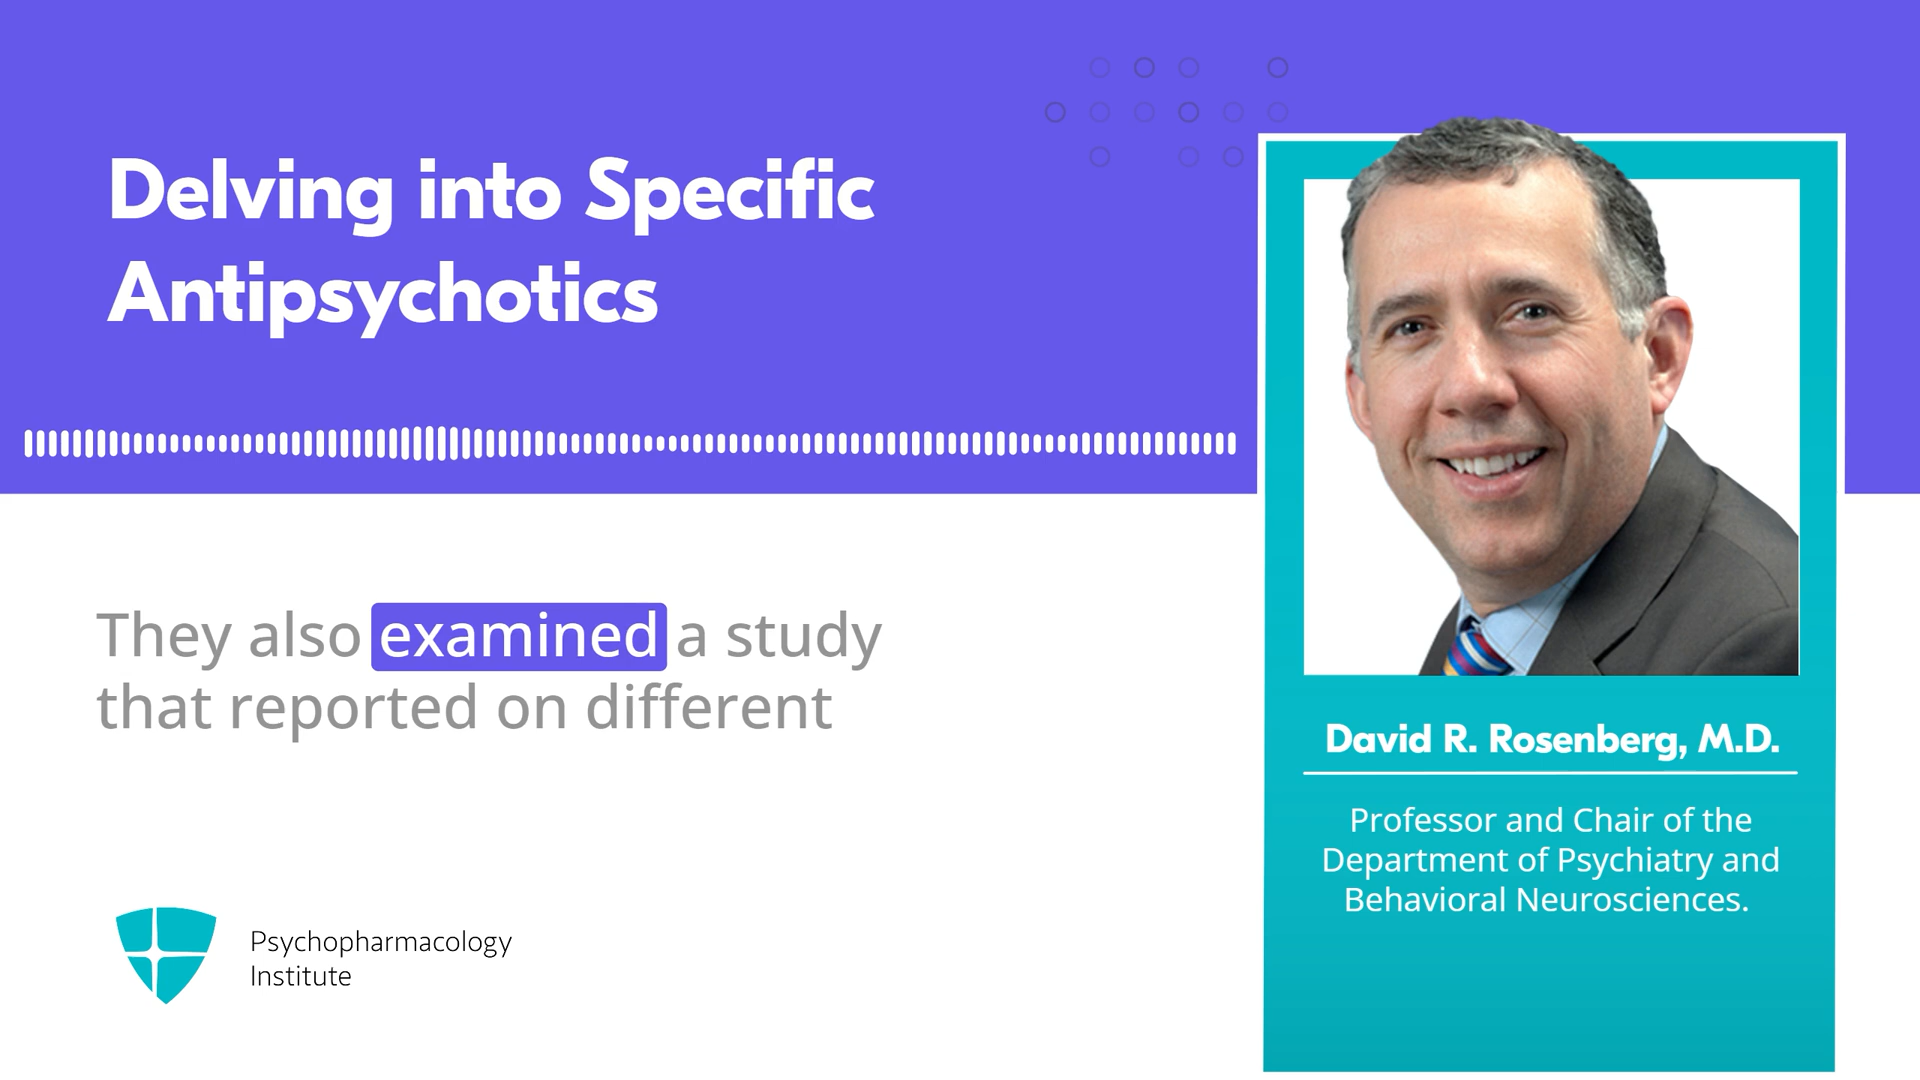 Delving into Specific
Antipsychotics
They also examined a study
that reported on different
Psychopharmacology
Institute
David R. Rosenberg, M.D.
Professor and Chair of the
Department of Psychiatry and
Behavioral Neurosciences.